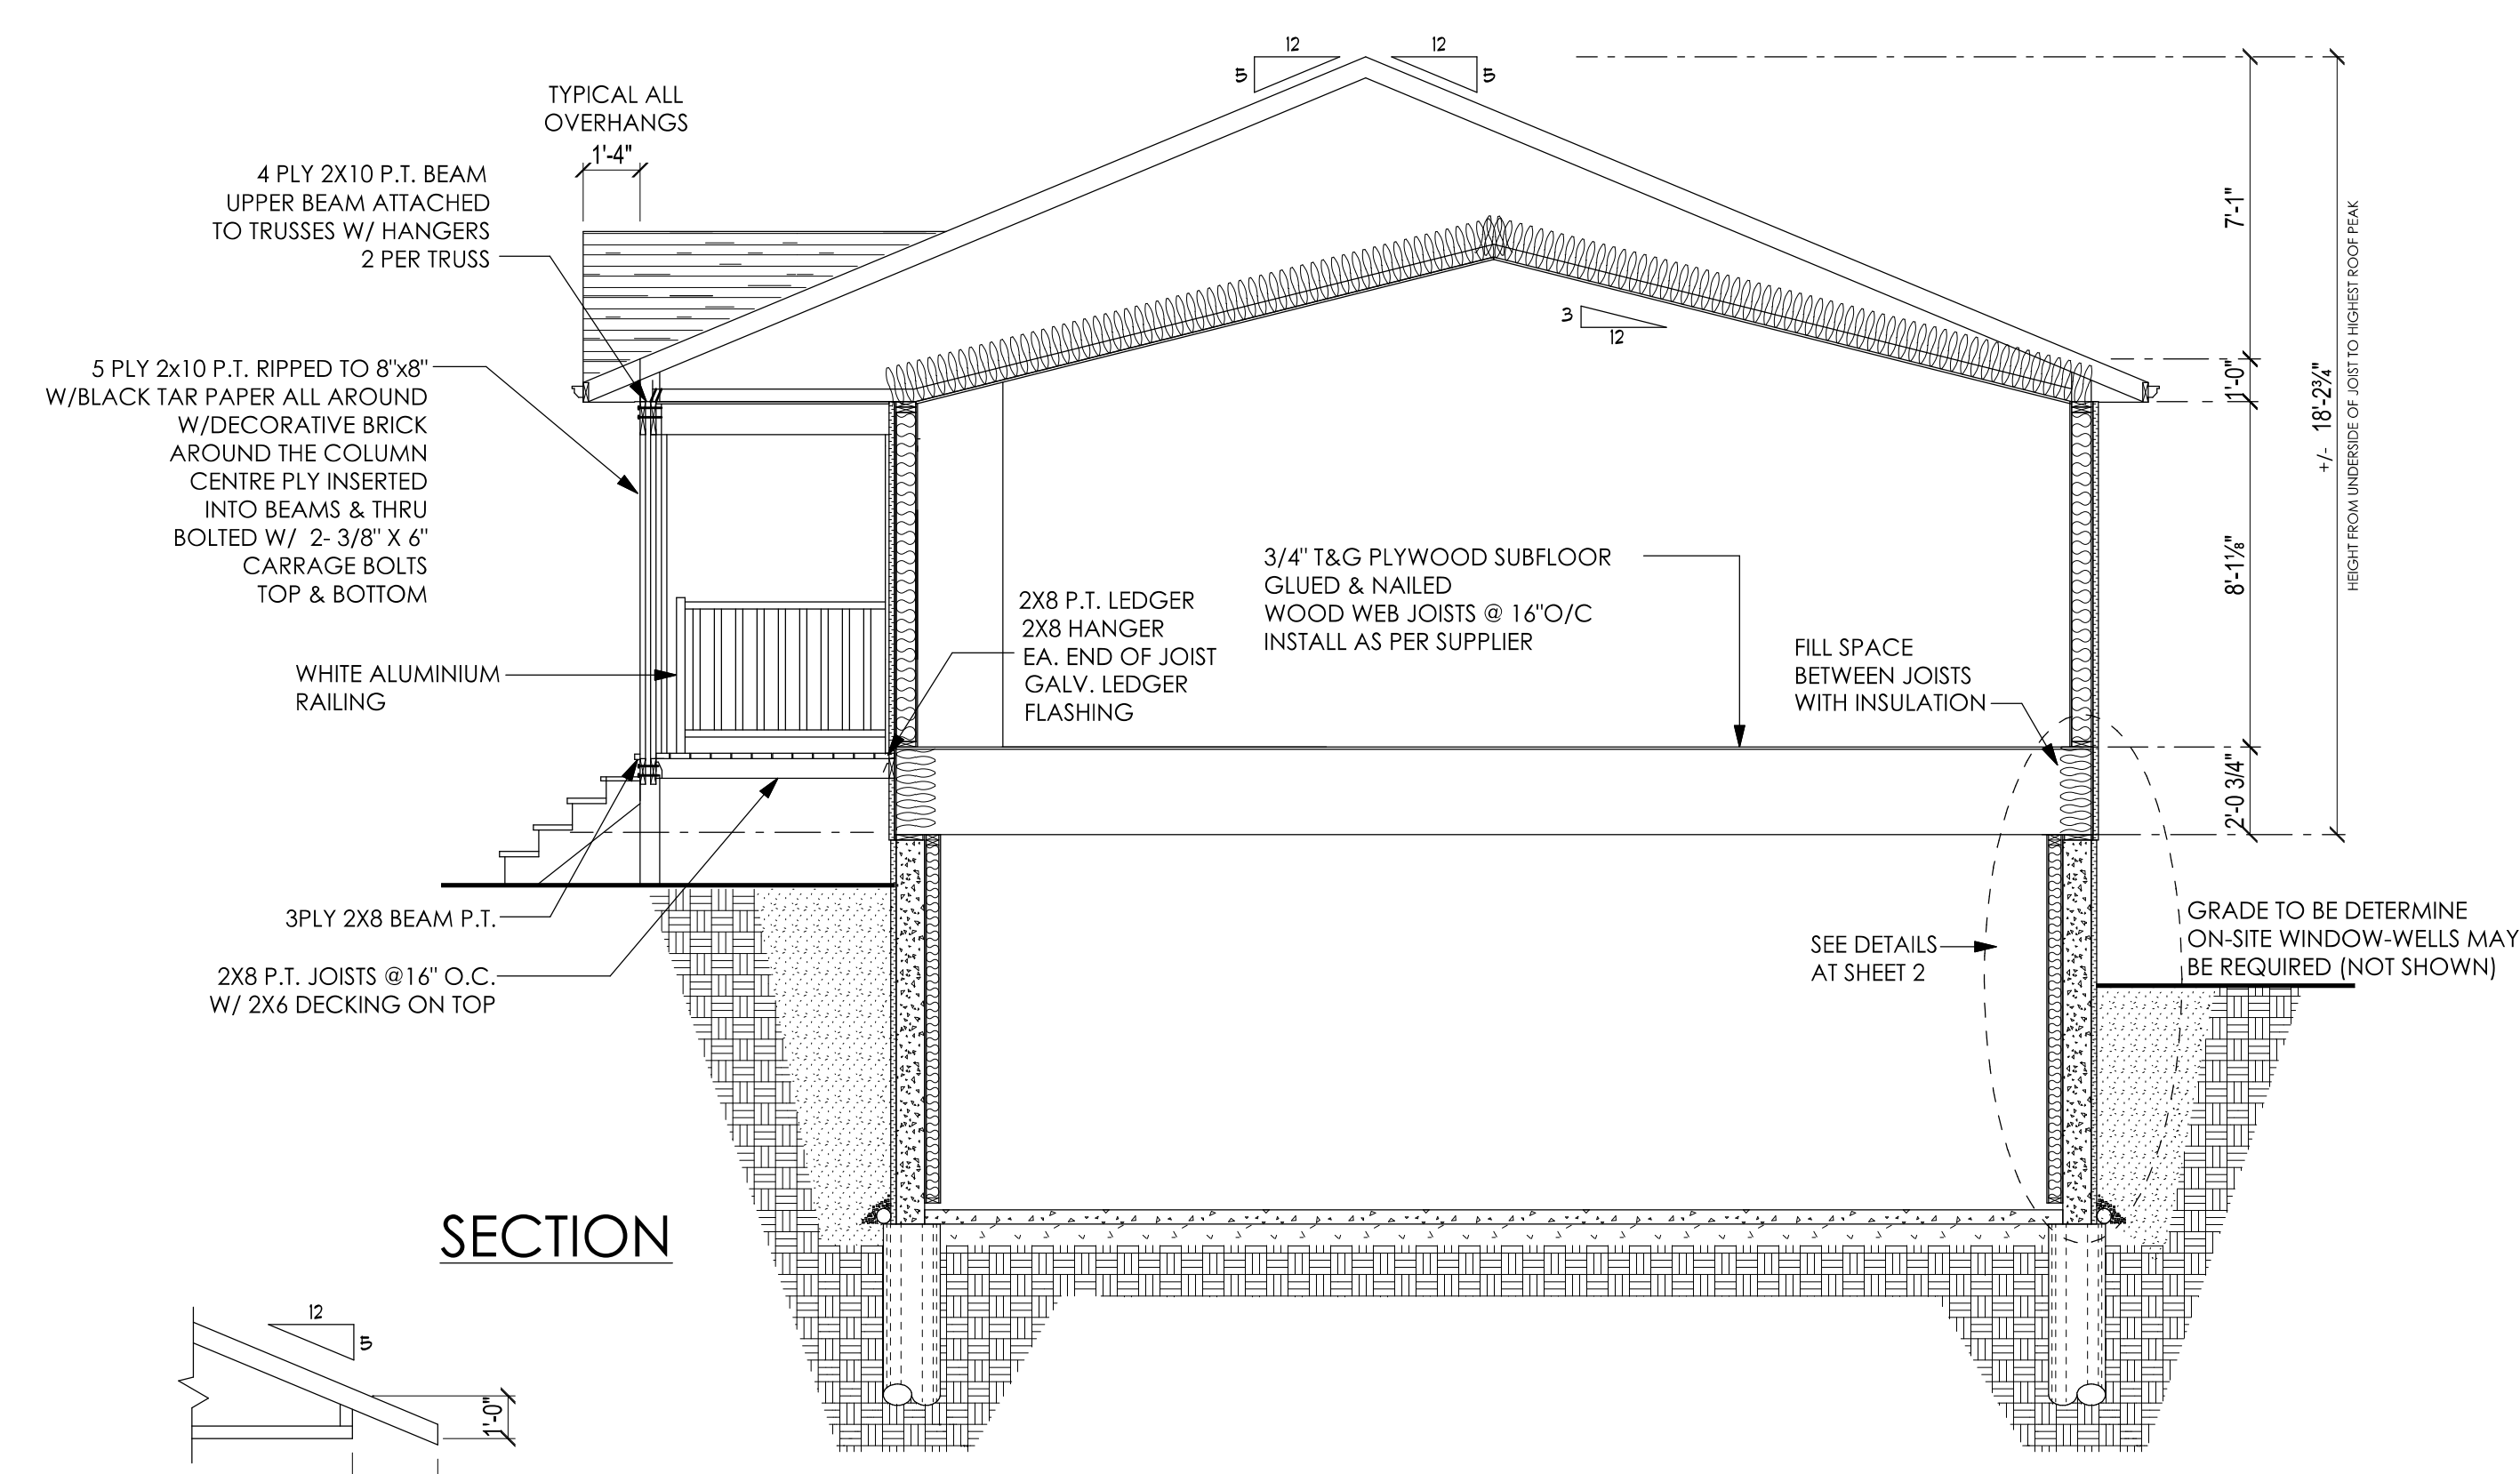 12
5
12
5
TYPICAL ALL
OVERHANGS
1'-4"
4 PLY 2X10 P.T. BEAM
UPPER BEAM ATTACHED
TO TRUSSES W/ HANGERS
2 PER TRUSS
5 PLY 2x10 P.T. RIPPED TO 8"x8"
W/BLACK TAR PAPER ALL AROUND
W/DECORATIVE BRICK
AROUND THE COLUMN
CENTRE PLY INSERTED
INTO BEAMS & THRU
BOLTED W/ 2- 3/8" X 6"
CARRAGE BOLTS
TOP & BOTTOM
WHITE ALUMINIUM
RAILING
3PLY 2X8 BEAM P.T.
2X8 P.T. JOISTS @16" O.C.
W/ 2X6 DECKING ON TOP
3
12
2X8 P.T. LEDGER
2X8 HANGER
EA. END OF JOIST
GALV. LEDGER
FLASHING
3/4" T&G PLYWOOD SUBFLOOR
GLUED & NAILED
WOOD WEB JOISTS @ 16"O/C
INSTALL AS PER SUPPLIER
FILL SPACE
BETWEEN JOISTS
WITH INSULATION
SEE DETAILS
AT SHEET 2
7'-1"
1'-0"
8'-1⅛"
2'-0 3/4"
+/- 18'-2¾"
HEIGHT FROM UNDERSIDE OF JOIST TO HIGHEST ROOF PEAK
GRADE TO BE DETERMINE
ON-SITE WINDOW-WELLS MAY
BE REQUIRED (NOT SHOWN)
SECTION
12
5
1'-0"